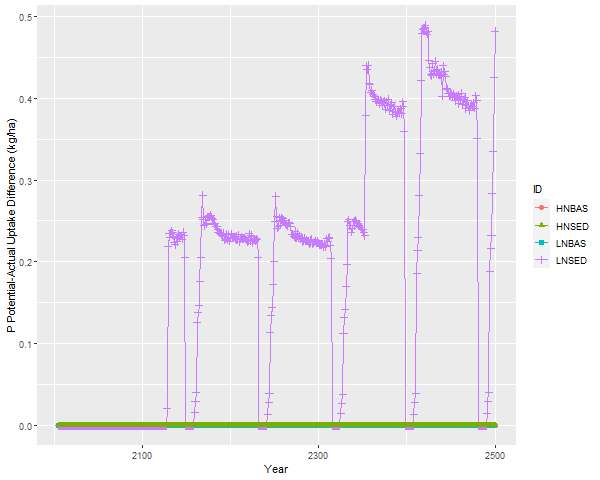 0.5
0.4
0.3
0.2
0.1
0.0
P Potential-Actual Uptake Difference (kg/ha)
2100
2300
2500
Year
ID
HNBAS
HNSED
LNBAS
LNSED